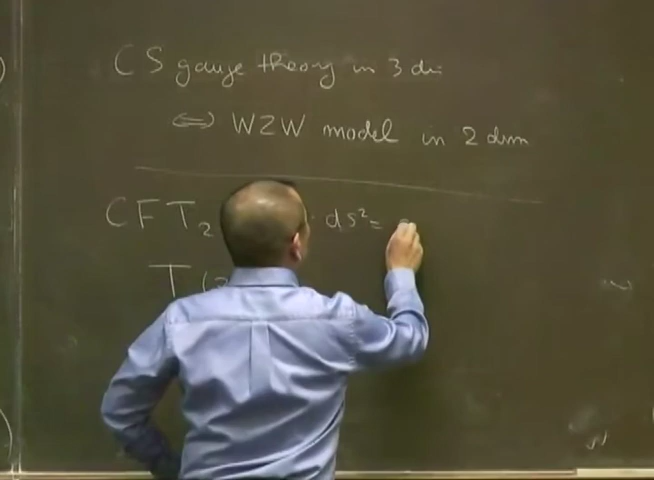 CS gauge theory in 3 dim
⇔ WZW model in 2 dim
CFT₂ ds² =
T (